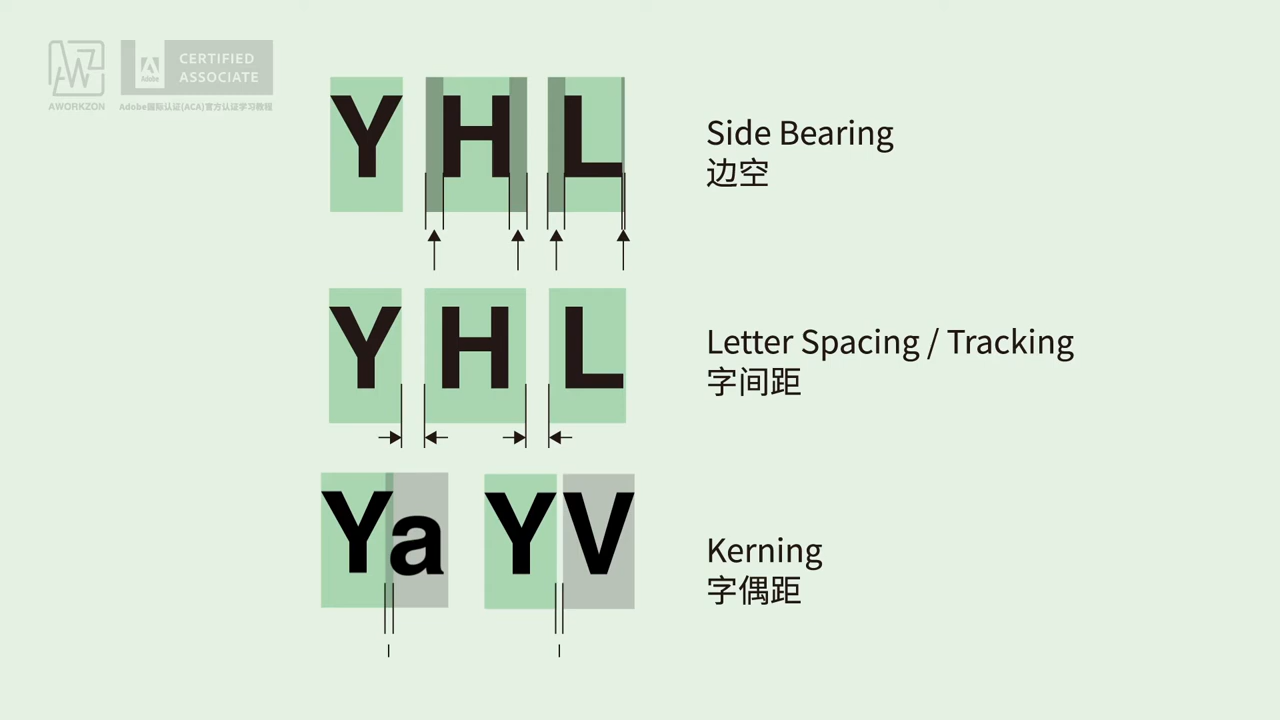 AWORKZON
CERTIFIED
ASSOCIATE
Adobe
Adobe国际认证(ACA)官方认证学习教程
Y H L
Side Bearing
边空
Y H L
Letter Spacing / Tracking
字间距
Ya YV
Kerning
字偶距